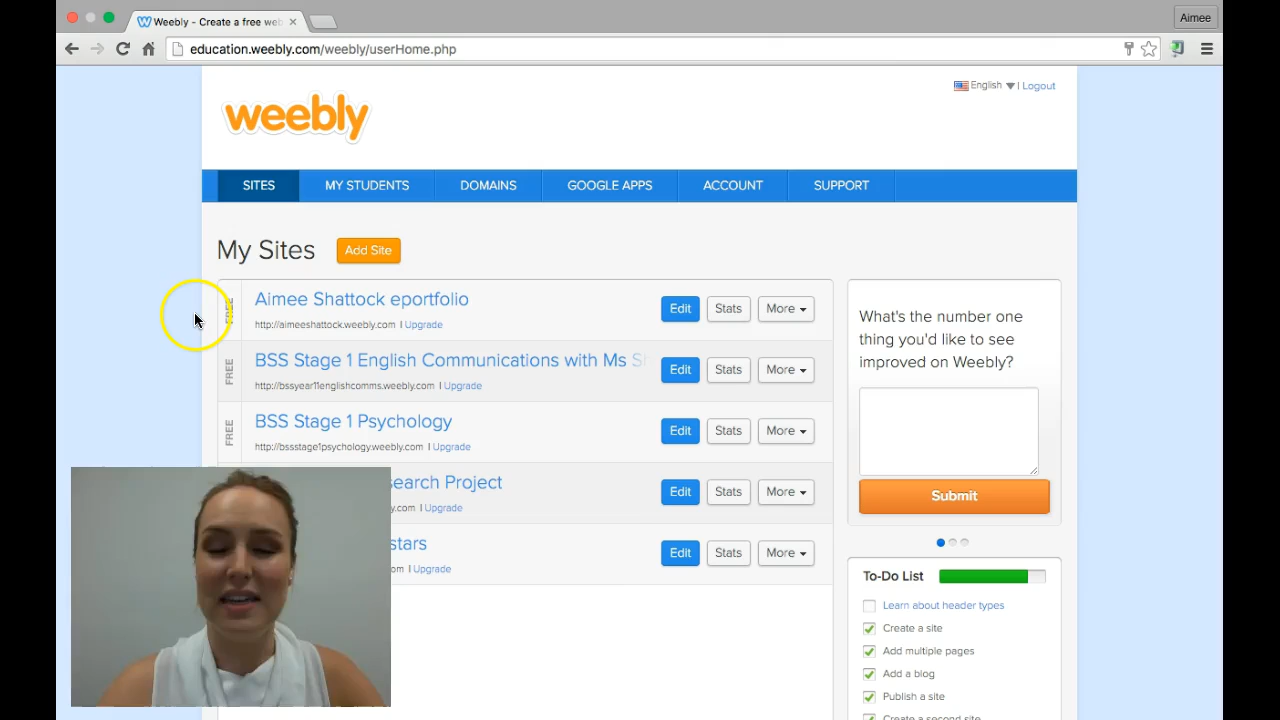 Weebly - Create a free web
Aimee
education.weebly.com/weebly/userHome.php
English | Logout
weebly
SITES MY STUDENTS DOMAINS GOOGLE APPS ACCOUNT SUPPORT
My Sites Add Site
FREE
Aimee Shattock eportfolio
http://aimeeshattock.weebly.com | Upgrade
Edit Stats More
FREE
BSS Stage 1 English Communications with Ms
http://bssyear11englishcomms.weebly.com | Upgrade
Edit Stats More
FREE
BSS Stage 1 Psychology
http://bssstage1psychology.weebly.com | Upgrade
Edit Stats More
search Project
y.com | Upgrade
Edit Stats More
stars
om | Upgrade
Edit Stats More
What's the number one
thing you'd like to see
improved on Weebly?
Submit
To-Do List
Learn about header types
Create a site
Add multiple pages
Add a blog
Publish a site
Create a second site